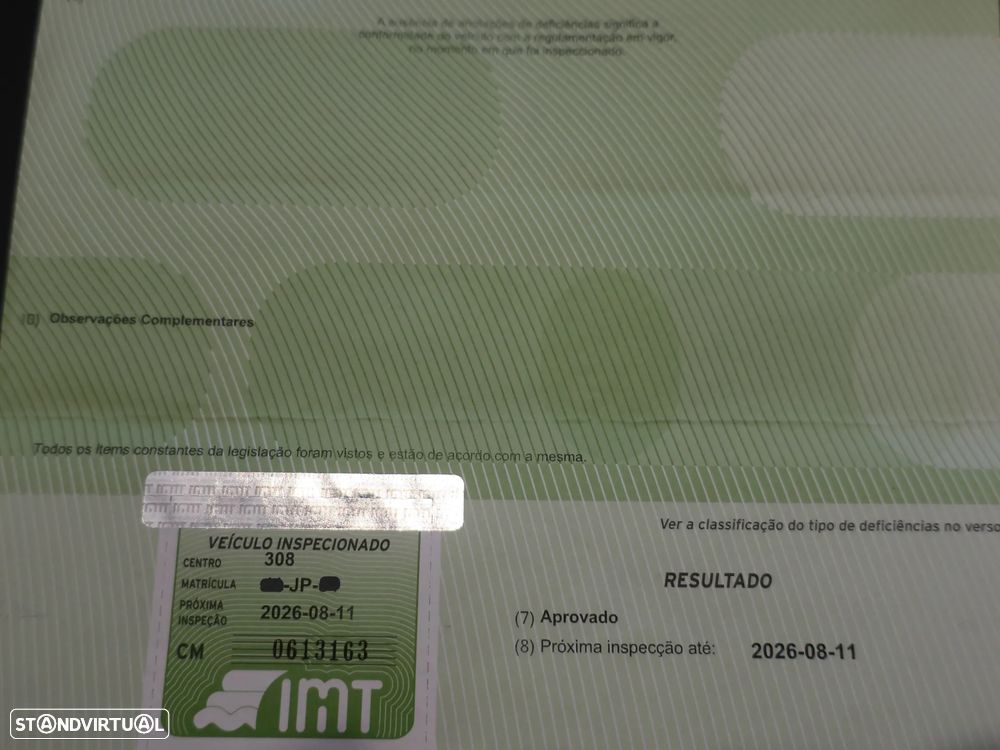 A ausência de anotações de deficiências significa a
conformidade do veículo com a regulamentação em vigor,
no momento em que foi inspeccionado.
Observações Complementares
Todos os items constantes da legislação foram vistos e estão de acordo com a mesma.
Ver a classificação do tipo de deficiências no verso
VEÍCULO INSPECIONADO
CENTRO 308
MATRÍCULA -JP-
PRÓXIMA
INSPEÇÃO 2026-08-11
CM 0613163
IMT
RESULTADO
(7) Aprovado
(8) Próxima inspecção até: 2026-08-11
STANDVIRTUAL